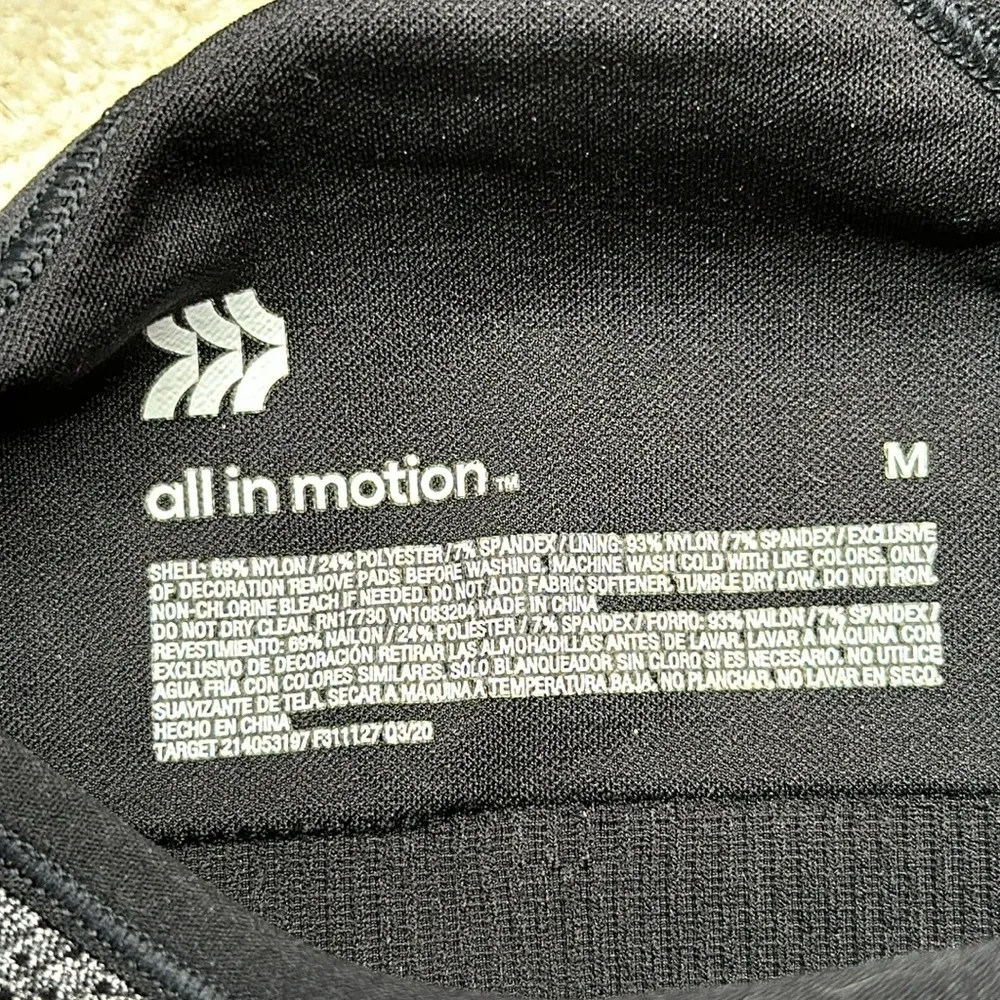 all in motion™
M
SHELL: 69% NYLON / 24% POLYESTER / 7% SPANDEX / LINING: 93% NYLON / 7% SPANDEX / EXCLUSIVE
OF DECORATION REMOVE PADS BEFORE WASHING. MACHINE WASH COLD WITH LIKE COLORS. ONLY
NON-CHLORINE BLEACH IF NEEDED. DO NOT ADD FABRIC SOFTENER. TUMBLE DRY LOW. DO NOT IRON.
DO NOT DRY CLEAN. RN17730 VN1083204 MADE IN CHINA
REVESTIMIENTO: 69% NAILON / 24% POLIESTER / 7% SPANDEX / FORRO: 93% NAILON / 7% SPANDEX /
EXCLUSIVO DE DECORACIÓN RETIRAR LAS ALMOHADILLAS ANTES DE LAVAR. LAVAR A MÁQUINA CON
AGUA FRÍA CON COLORES SIMILARES. SÓLO BLANQUEADOR SIN CLORO SI ES NECESARIO. NO UTILICE
SUAVIZANTE DE TELA. SECAR A MÁQUINA A TEMPERATURA BAJA. NO PLANCHAR. NO LAVAR EN SECO.
HECHO EN CHINA
TARGET 214053197 F311127 Q3/20